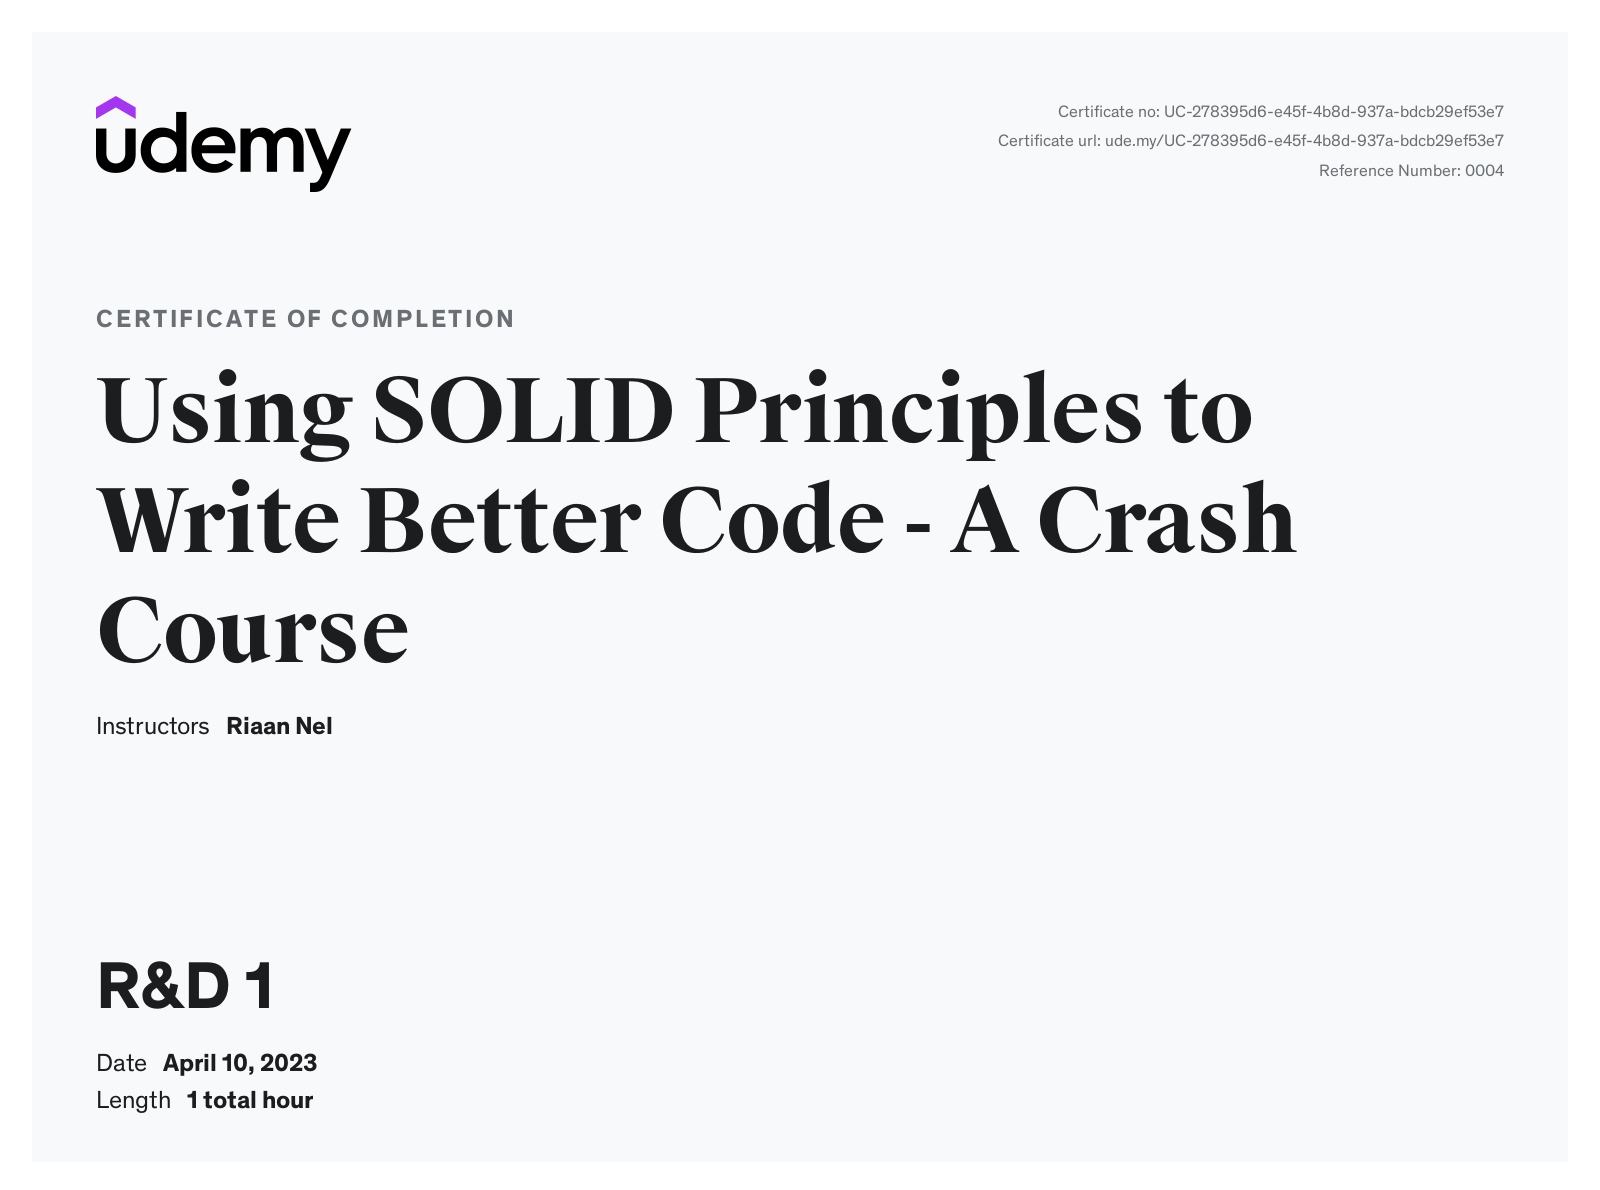 udemy
Certificate no: UC-278395d6-e45f-4b8d-937a-bdcb29ef53e7
Certificate url: ude.my/UC-278395d6-e45f-4b8d-937a-bdcb29ef53e7
Reference Number: 0004
CERTIFICATE OF COMPLETION
Using SOLID Principles to
Write Better Code - A Crash
Course
Instructors Riaan Nel
R&D 1
Date April 10, 2023
Length 1 total hour